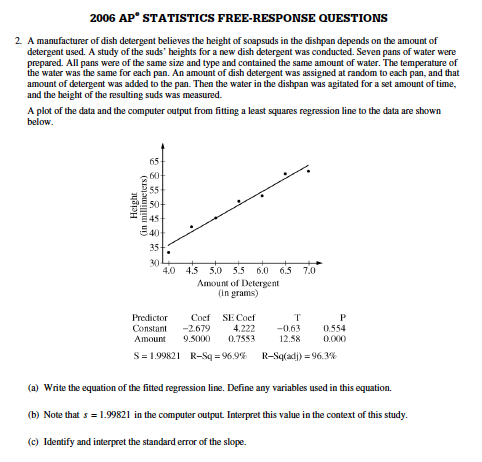 2006 AP® STATISTICS FREE-RESPONSE QUESTIONS
2. A manufacturer of dish detergent believes the height of soapsuds in the dishpan depends on the amount of
detergent used. A study of the suds' heights for a new dish detergent was conducted. Seven pans of water were
prepared. All pans were of the same size and type and contained the same amount of water. The temperature of
the water was the same for each pan. An amount of dish detergent was assigned at random to each pan, and that
amount of detergent was added to the pan. Then the water in the dishpan was agitated for a set amount of time,
and the height of the resulting suds was measured.
A plot of the data and the computer output from fitting a least squares regression line to the data are shown
below.
65
60
55
50
45
40
35
30
Height
(in millimeters)
4.0 4.5 5.0 5.5 6.0 6.5 7.0
Amount of Detergent
(in grams)
Predictor Coef SE Coef T P
Constant −2.679 4.222 −0.63 0.554
Amount 9.5000 0.7553 12.58 0.000
S = 1.99821 R−Sq = 96.9% R−Sq(adj) = 96.3%
(a) Write the equation of the fitted regression line. Define any variables used in this equation.
(b) Note that s = 1.99821 in the computer output. Interpret this value in the context of this study.
(c) Identify and interpret the standard error of the slope.